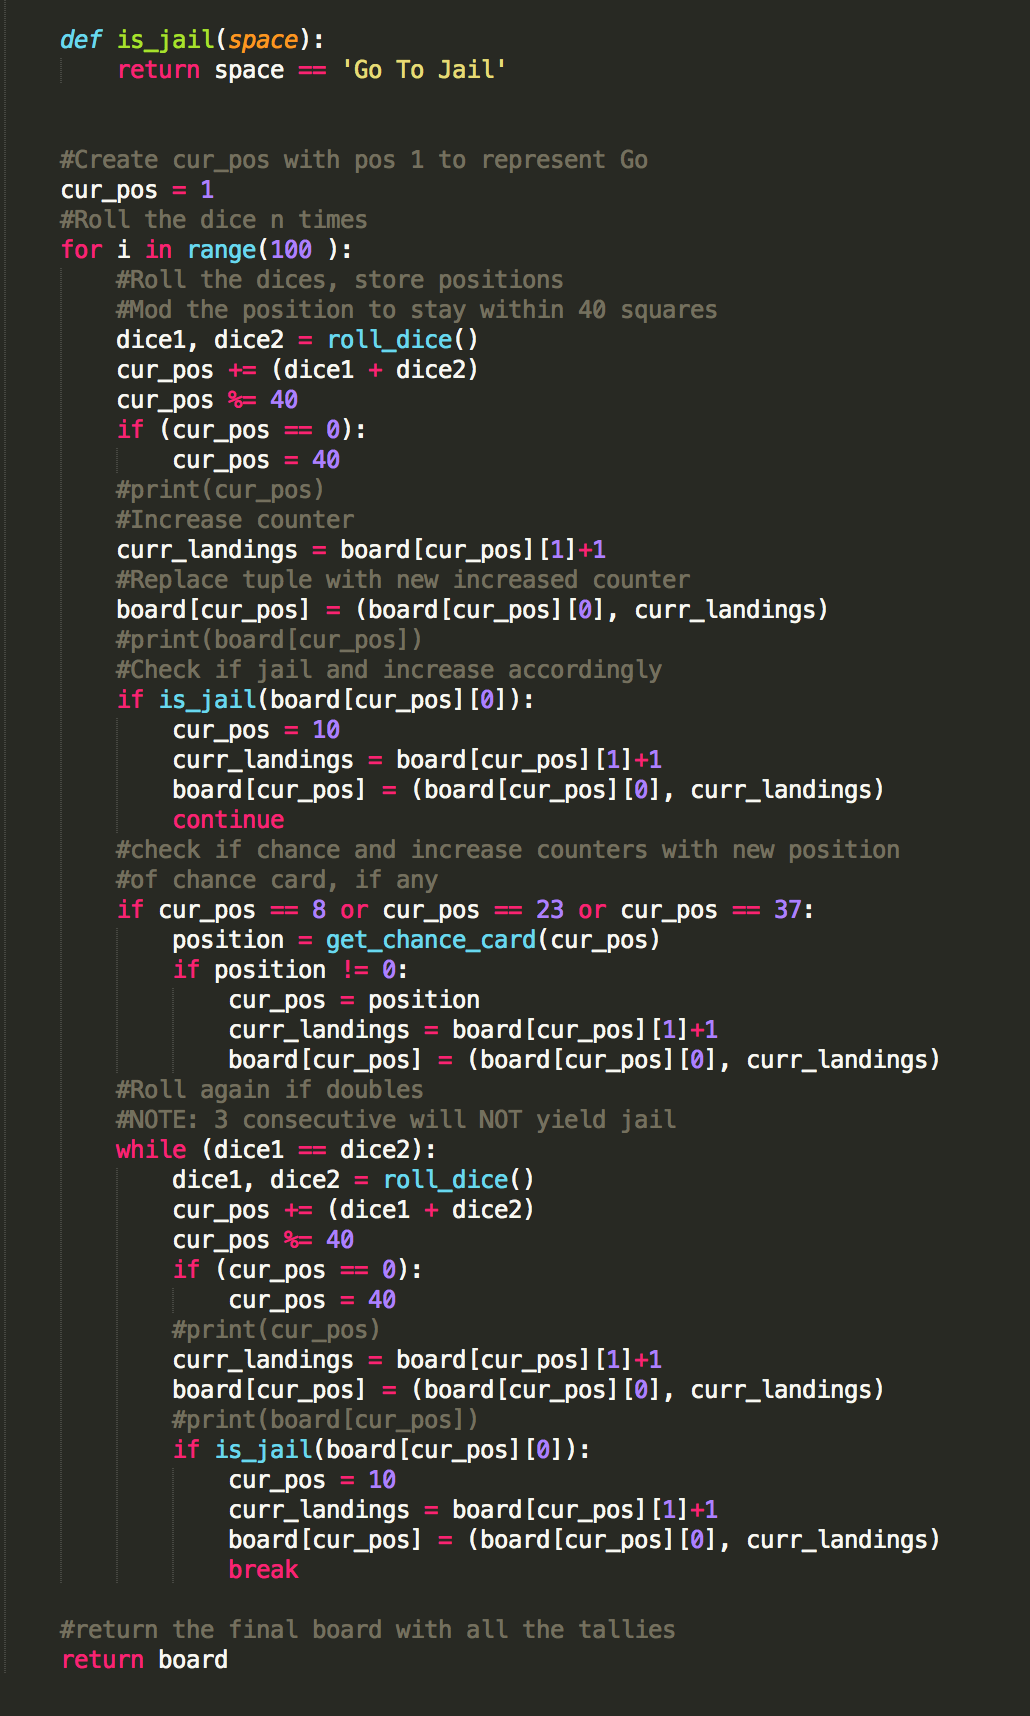 def is_jail(space):
    return space == 'Go To Jail'
#Create cur_pos with pos 1 to represent Go
cur_pos = 1
#Roll the dice n times
for i in range(100 ):
    #Roll the dices, store positions
    #Mod the position to stay within 40 squares
    dice1, dice2 = roll_dice()
    cur_pos += (dice1 + dice2)
    cur_pos %= 40
    if (cur_pos == 0):
        cur_pos = 40
    #print(cur_pos)
    #Increase counter
    curr_landings = board[cur_pos][1]+1
    #Replace tuple with new increased counter
    board[cur_pos] = (board[cur_pos][0], curr_landings)
    #print(board[cur_pos])
    #Check if jail and increase accordingly
    if is_jail(board[cur_pos][0]):
        cur_pos = 10
        curr_landings = board[cur_pos][1]+1
        board[cur_pos] = (board[cur_pos][0], curr_landings)
        continue
    #check if chance and increase counters with new position
    #of chance card, if any
    if cur_pos == 8 or cur_pos == 23 or cur_pos == 37:
        position = get_chance_card(cur_pos)
        if position != 0:
            cur_pos = position
            curr_landings = board[cur_pos][1]+1
            board[cur_pos] = (board[cur_pos][0], curr_landings)
    #Roll again if doubles
    #NOTE: 3 consecutive will NOT yield jail
    while (dice1 == dice2):
        dice1, dice2 = roll_dice()
        cur_pos += (dice1 + dice2)
        cur_pos %= 40
        if (cur_pos == 0):
            cur_pos = 40
        #print(cur_pos)
        curr_landings = board[cur_pos][1]+1
        board[cur_pos] = (board[cur_pos][0], curr_landings)
        #print(board[cur_pos])
        if is_jail(board[cur_pos][0]):
            cur_pos = 10
            curr_landings = board[cur_pos][1]+1
            board[cur_pos] = (board[cur_pos][0], curr_landings)
            break
#return the final board with all the tallies
return board